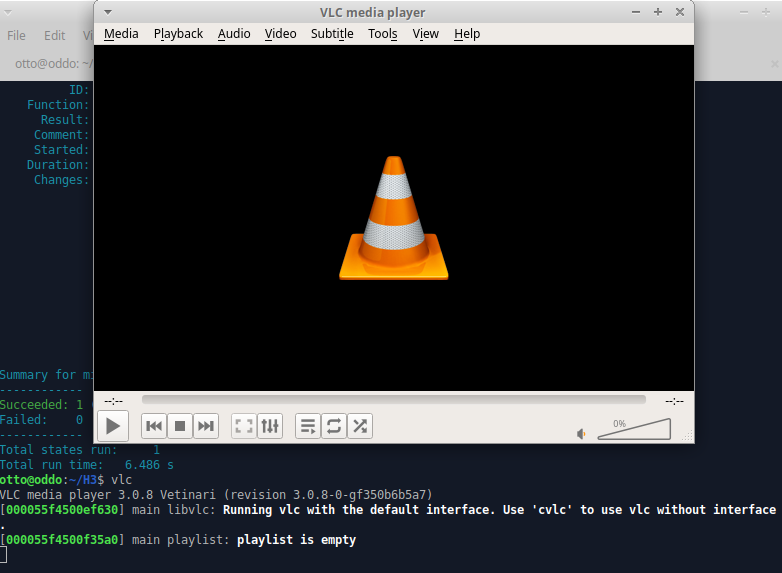 VLC media player
Media Playback Audio Video Subtitle Tools View Help
File Edit
otto@oddo: ~/
ID:
Function:
Result:
Comment:
Started:
Duration:
Changes:
Summary for
------------
Succeeded: 1
Failed: 0
------------
--:-- --:--
0%
Total states run: 1
Total run time: 6.486 s
otto@oddo:~/H3$ vlc
VLC media player 3.0.8 Vetinari (revision 3.0.8-0-gf350b6b5a7)
[000055f4500ef630] main libvlc: Running vlc with the default interface. Use 'cvlc' to use vlc without interface
.
[000055f4500f35a0] main playlist: playlist is empty